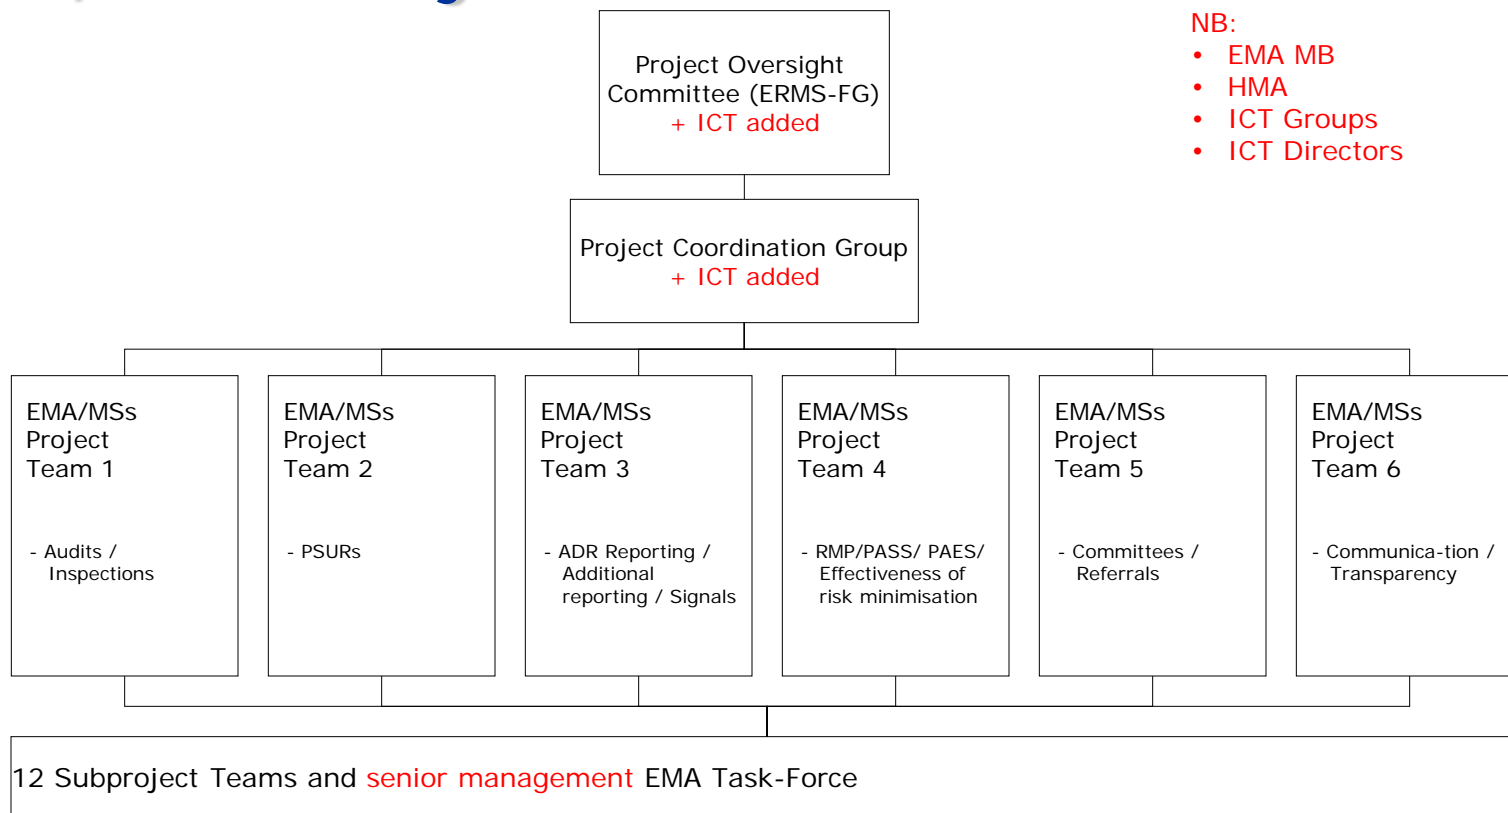 Project Oversight
Committee (ERMS-FG)
+ ICT added
NB:
• EMA MB
• HMA
• ICT Groups
• ICT Directors
Project Coordination Group
+ ICT added
EMA/MSs
Project
Team 1
- Audits /
Inspections
EMA/MSs
Project
Team 2
- PSURs
EMA/MSs
Project
Team 3
- ADR Reporting /
Additional
reporting / Signals
EMA/MSs
Project
Team 4
- RMP/PASS/ PAES/
Effectiveness of
risk minimisation
EMA/MSs
Project
Team 5
- Committees /
Referrals
EMA/MSs
Project
Team 6
- Communica-tion /
Transparency
12 Subproject Teams and senior management EMA Task-Force